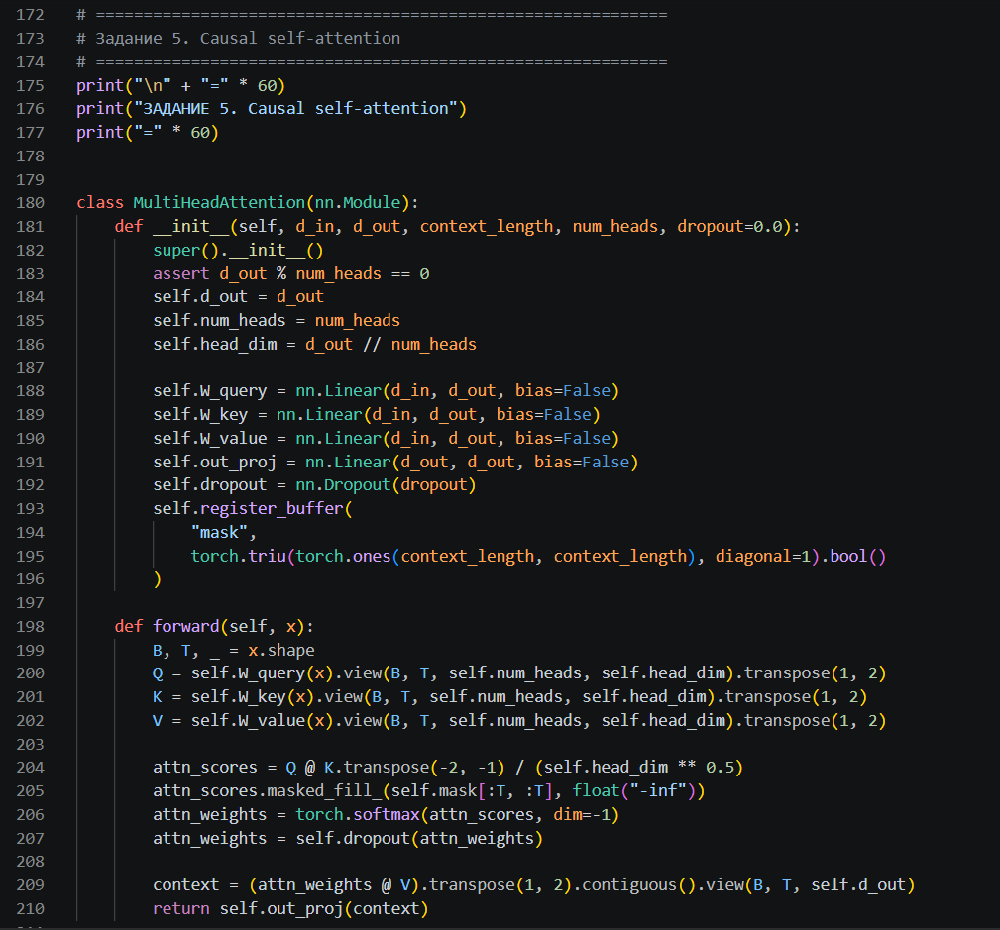 172 # ============================================================
173 # Задание 5. Causal self-attention
174 # ============================================================
175 print("\n" + "=" * 60)
176 print("ЗАДАНИЕ 5. Causal self-attention")
177 print("=" * 60)
178
179
180 class MultiHeadAttention(nn.Module):
181     def __init__(self, d_in, d_out, context_length, num_heads, dropout=0.0):
182         super().__init__()
183         assert d_out % num_heads == 0
184         self.d_out = d_out
185         self.num_heads = num_heads
186         self.head_dim = d_out // num_heads
187
188         self.W_query = nn.Linear(d_in, d_out, bias=False)
189         self.W_key = nn.Linear(d_in, d_out, bias=False)
190         self.W_value = nn.Linear(d_in, d_out, bias=False)
191         self.out_proj = nn.Linear(d_out, d_out, bias=False)
192         self.dropout = nn.Dropout(dropout)
193         self.register_buffer(
194             "mask",
195             torch.triu(torch.ones(context_length, context_length), diagonal=1).bool()
196         )
197
198     def forward(self, x):
199         B, T, _ = x.shape
200         Q = self.W_query(x).view(B, T, self.num_heads, self.head_dim).transpose(1, 2)
201         K = self.W_key(x).view(B, T, self.num_heads, self.head_dim).transpose(1, 2)
202         V = self.W_value(x).view(B, T, self.num_heads, self.head_dim).transpose(1, 2)
203
204         attn_scores = Q @ K.transpose(-2, -1) / (self.head_dim ** 0.5)
205         attn_scores.masked_fill_(self.mask[:T, :T], float("-inf"))
206         attn_weights = torch.softmax(attn_scores, dim=-1)
207         attn_weights = self.dropout(attn_weights)
208
209         context = (attn_weights @ V).transpose(1, 2).contiguous().view(B, T, self.d_out)
210         return self.out_proj(context)